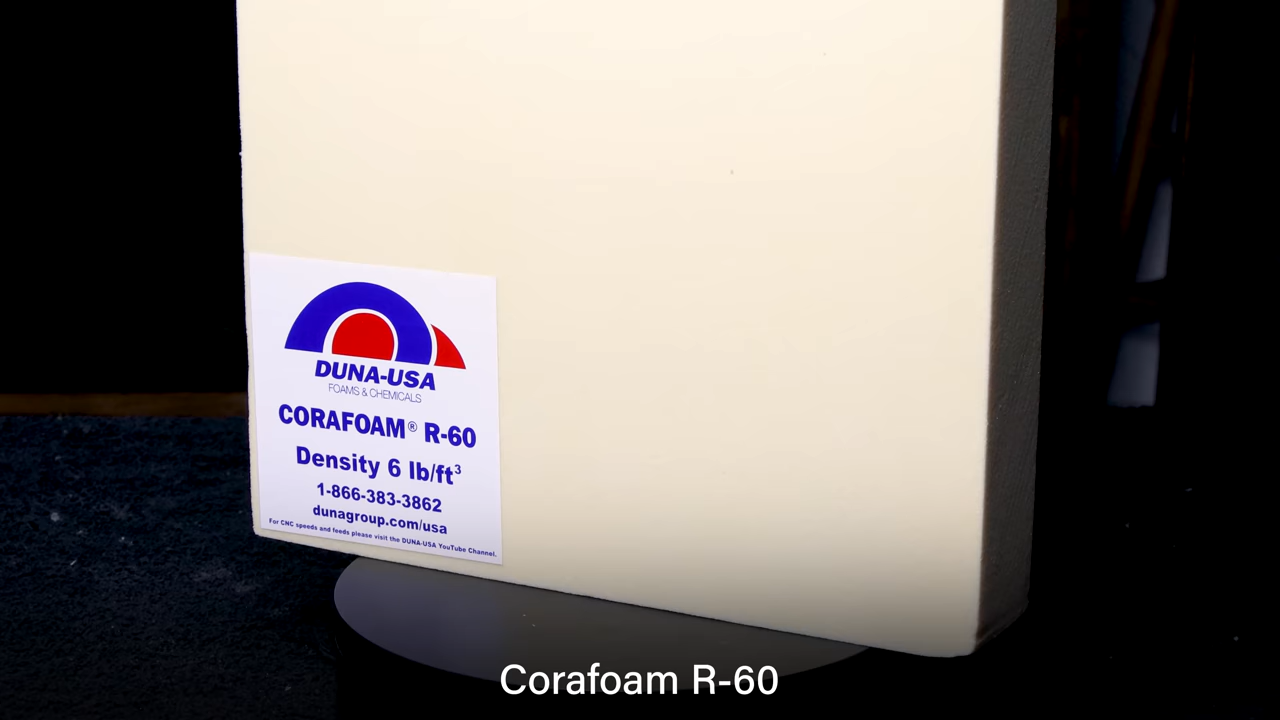 DUNA-USA
FOAMS & CHEMICALS
CORAFOAM® R-60
Density 6 lb/ft³
1-866-383-3862
dunagroup.com/usa
For CNC speeds and feeds please visit the DUNA-USA YouTube Channel.
Corafoam R-60